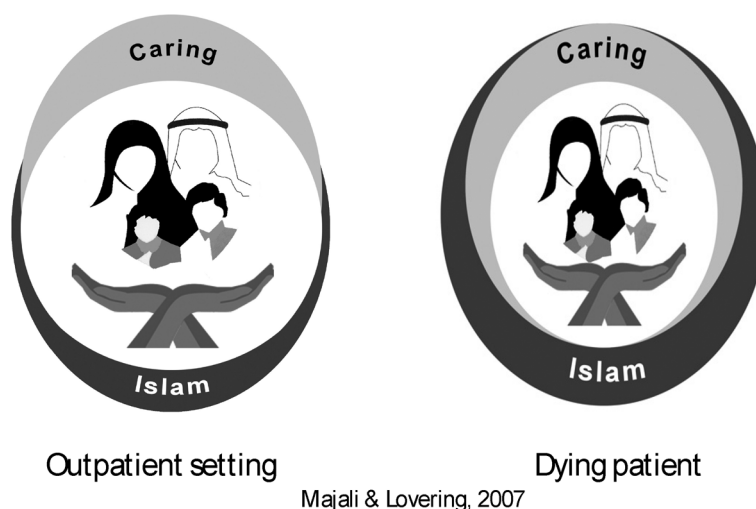 Caring
Caring
Islam
Islam
Outpatient setting
Dying patient
Majali & Lovering, 2007